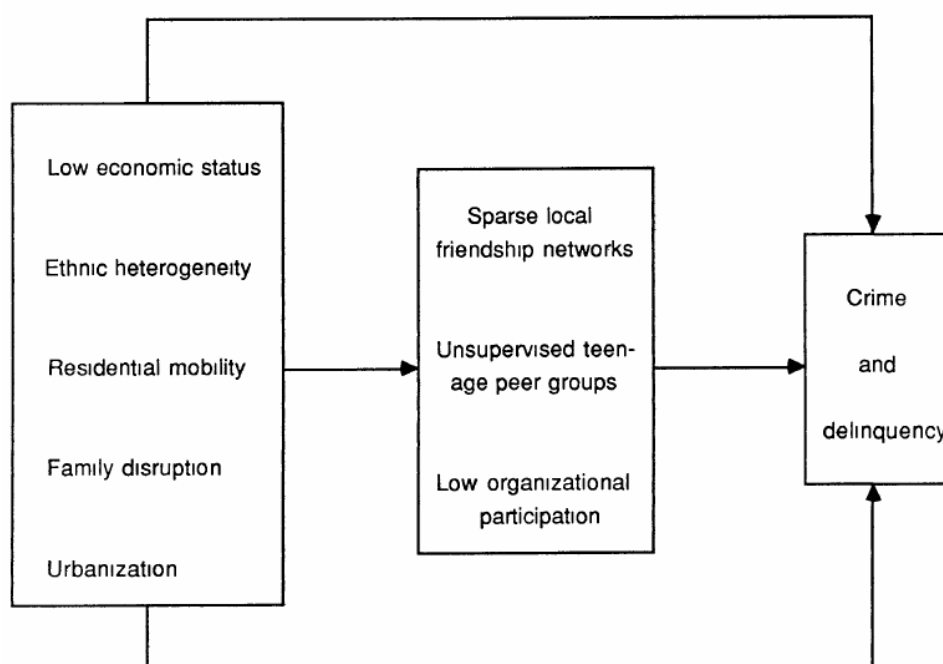 Low economic status
Ethnic heterogeneity
Residential mobility
Family disruption
Urbanization
Sparse local
friendship networks
Unsupervised teen-
age peer groups
Low organizational
participation
Crime
and
delinquency